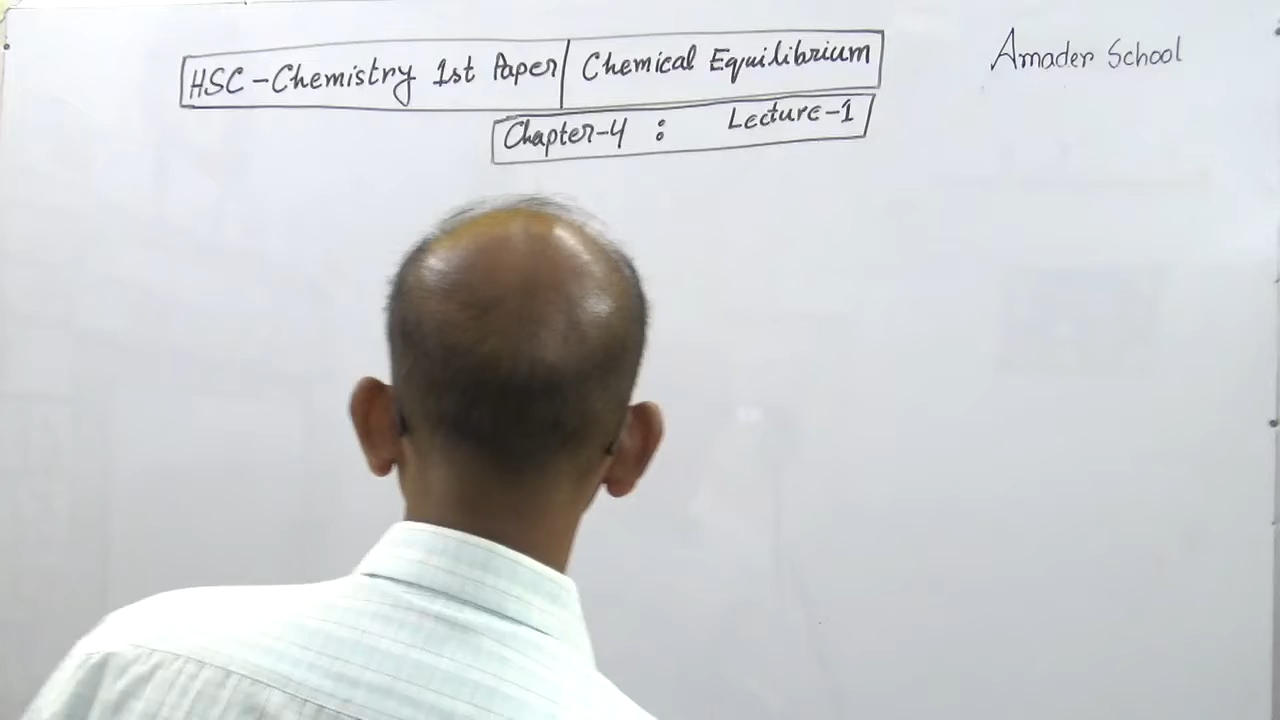 HSC-Chemistry 1st Paper | Chemical Equilibrium
Amader School
Chapter-4 : Lecture-1